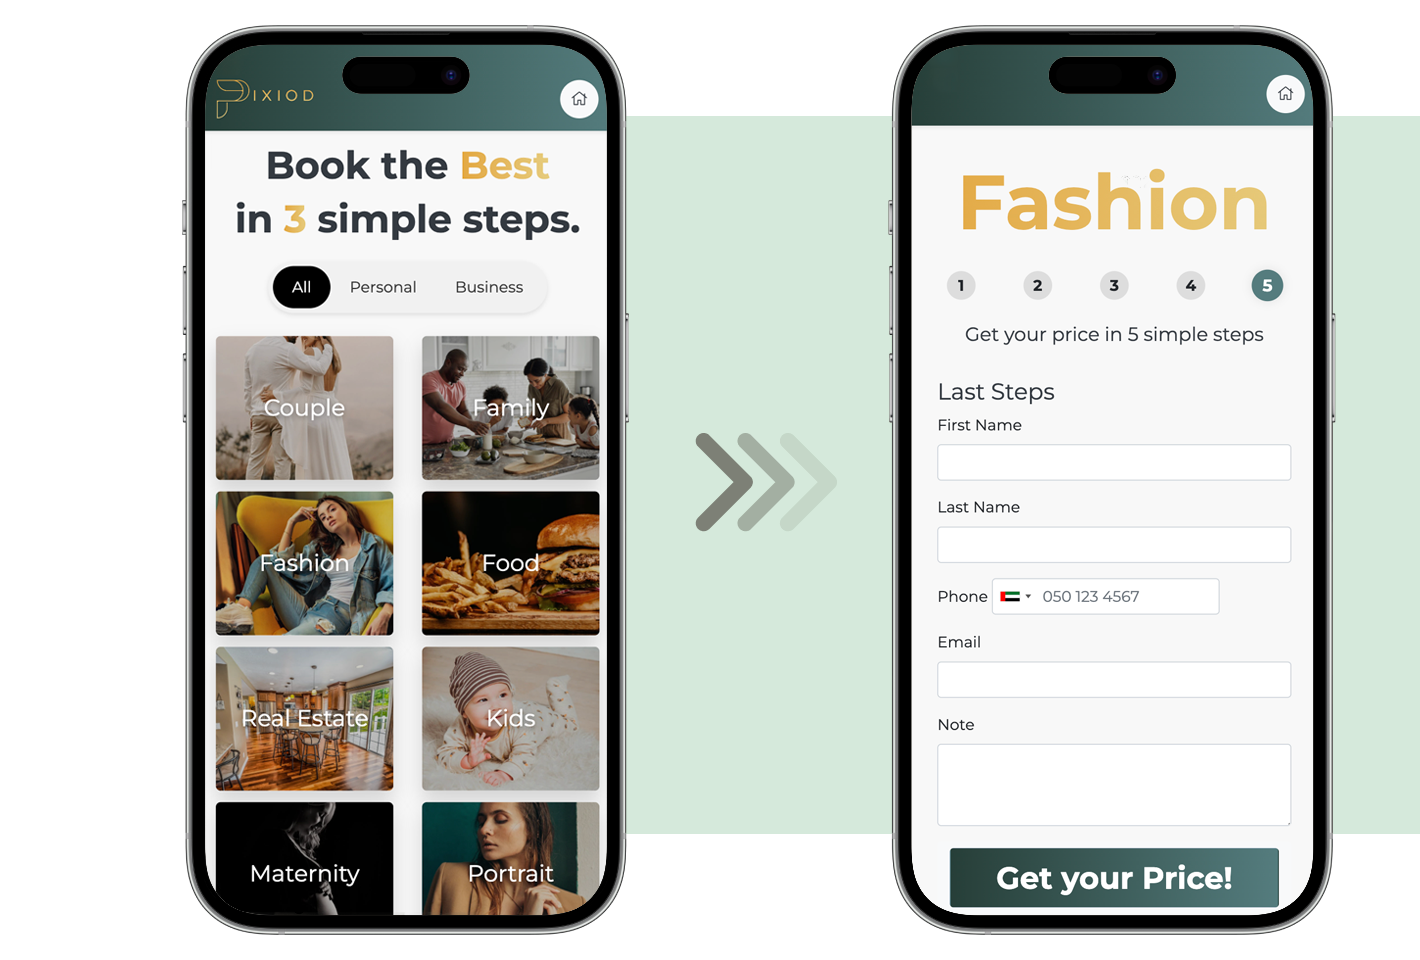 PIXIOD
Book the Best
in 3 simple steps.
All Personal Business
Couple Family
Fashion Food
Real Estate Kids
Maternity Portrait
Fashion
1 2 3 4 5
Get your price in 5 simple steps
Last Steps
First Name
Last Name
Phone 050 123 4567
Email
Note
Get your Price!